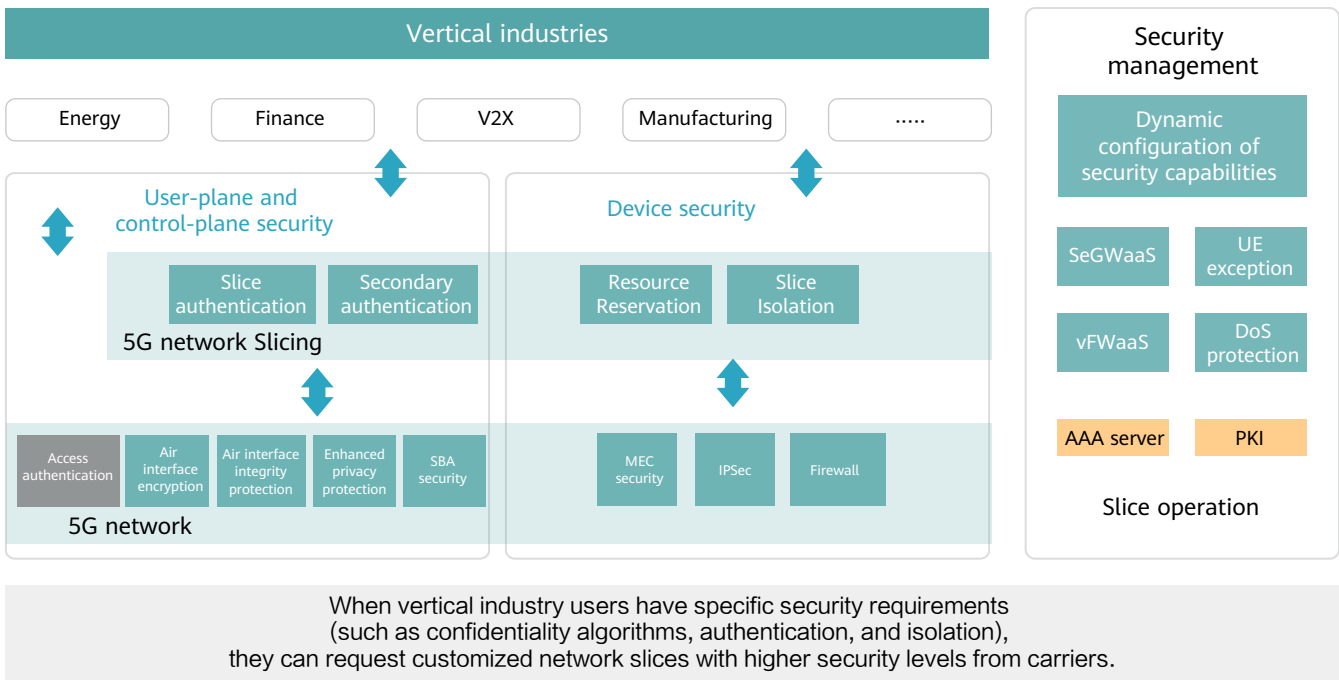 Vertical industries
Energy
Finance
V2X
Manufacturing
.....
User-plane and
control-plane security
Device security
Slice
authentication
Secondary
authentication
Resource
Reservation
Slice
Isolation
5G network Slicing
Access
authentication
Air
interface
encryption
Air interface
integrity
protection
Enhanced
privacy
protection
SBA
security
MEC
security
IPSec
Firewall
5G network
Security
management
Dynamic
configuration of
security capabilities
SeGWaaS
UE
exception
vFWaaS
DoS
protection
AAA server
PKI
Slice operation
When vertical industry users have specific security requirements
(such as confidentiality algorithms, authentication, and isolation),
they can request customized network slices with higher security levels from carriers.